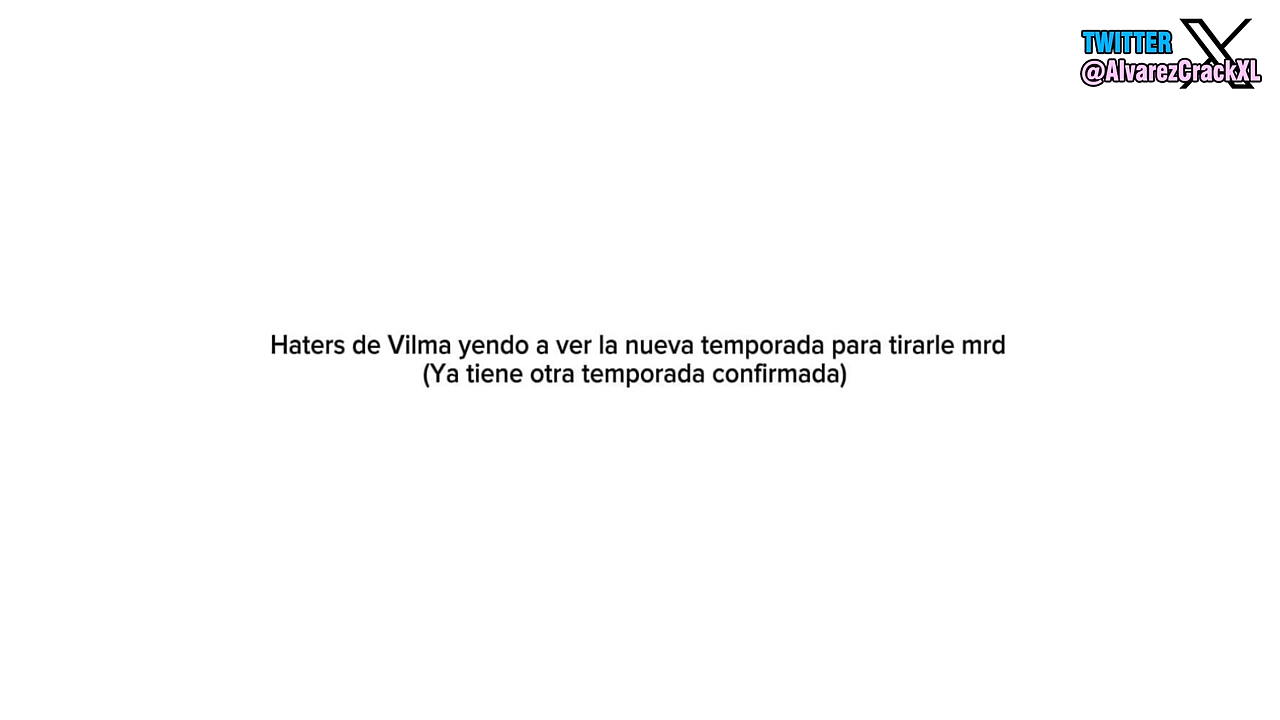 TWITTER
@AlvarezCrackXL
Haters de Vilma yendo a ver la nueva temporada para tirarle mrd
(Ya tiene otra temporada confirmada)